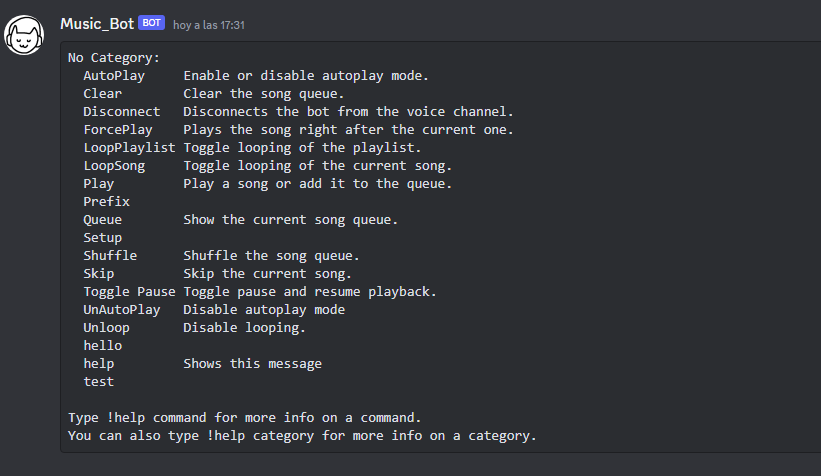 Music_Bot BOT hoy a las 17:31
No Category:
AutoPlay Enable or disable autoplay mode.
Clear Clear the song queue.
Disconnect Disconnects the bot from the voice channel.
ForcePlay Plays the song right after the current one.
LoopPlaylist Toggle looping of the playlist.
LoopSong Toggle looping of the current song.
Play Play a song or add it to the queue.
Prefix
Queue Show the current song queue.
Setup
Shuffle Shuffle the song queue.
Skip Skip the current song.
Toggle Pause Toggle pause and resume playback.
UnAutoPlay Disable autoplay mode
Unloop Disable looping.
hello
help Shows this message
test
Type !help command for more info on a command.
You can also type !help category for more info on a category.